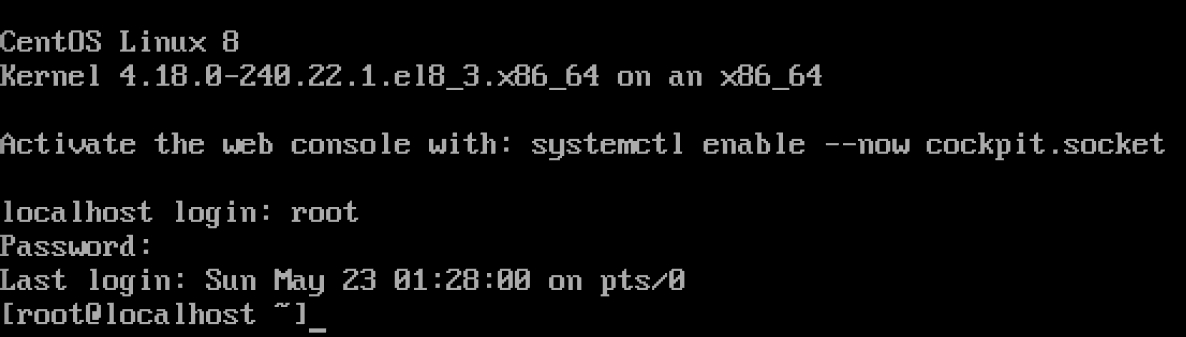 CentOS Linux 8
Kernel 4.18.0-240.22.1.el8_3.x86_64 on an x86_64
Activate the web console with: systemctl enable --now cockpit.socket
localhost login: root
Password:
Last login: Sun May 23 01:28:00 on pts/0
[root@localhost ~]_